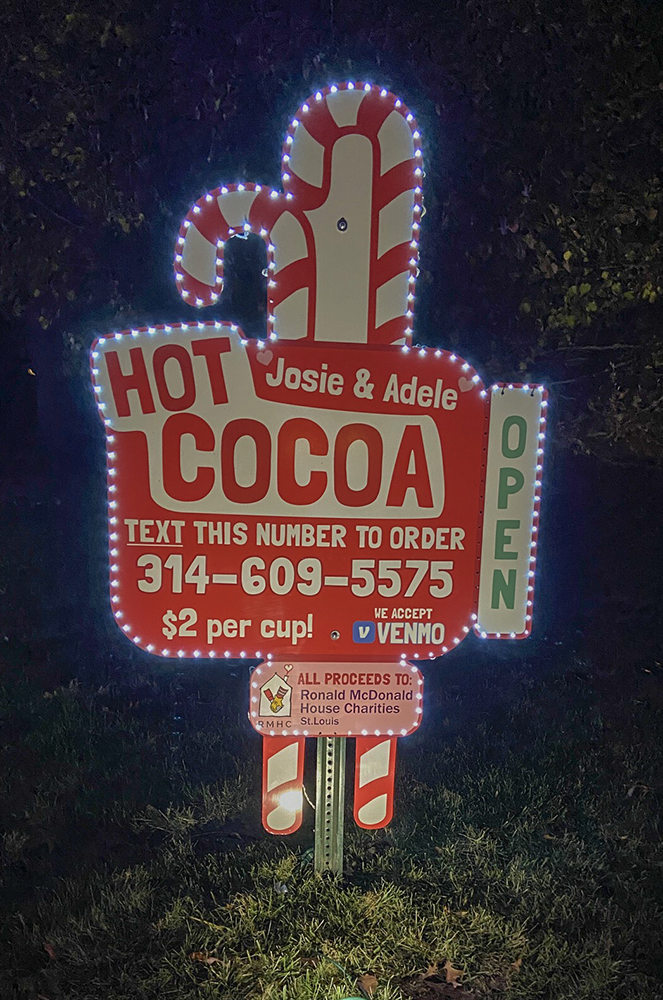 HOT
Josie & Adele
COCOA
OPEN
TEXT THIS NUMBER TO ORDER
314-609-5575
$2 per cup!
WE ACCEPT
V VENMO
ALL PROCEEDS TO:
Ronald McDonald
House Charities
St.Louis
RMHC